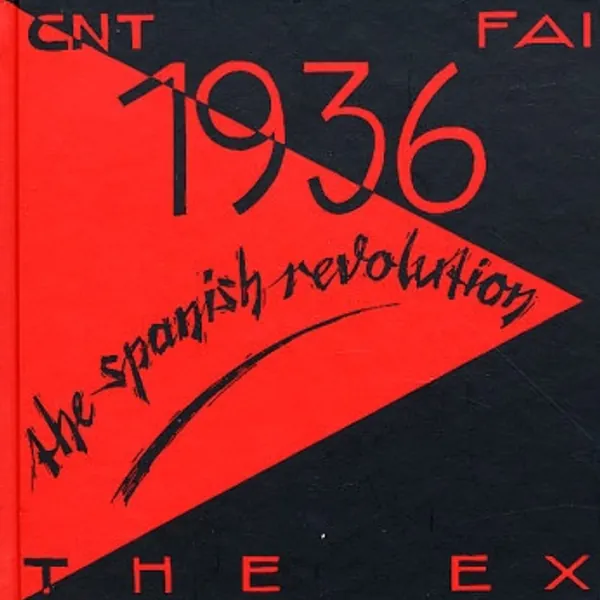 CNT FAI
1936
the spanish revolution
THE EX